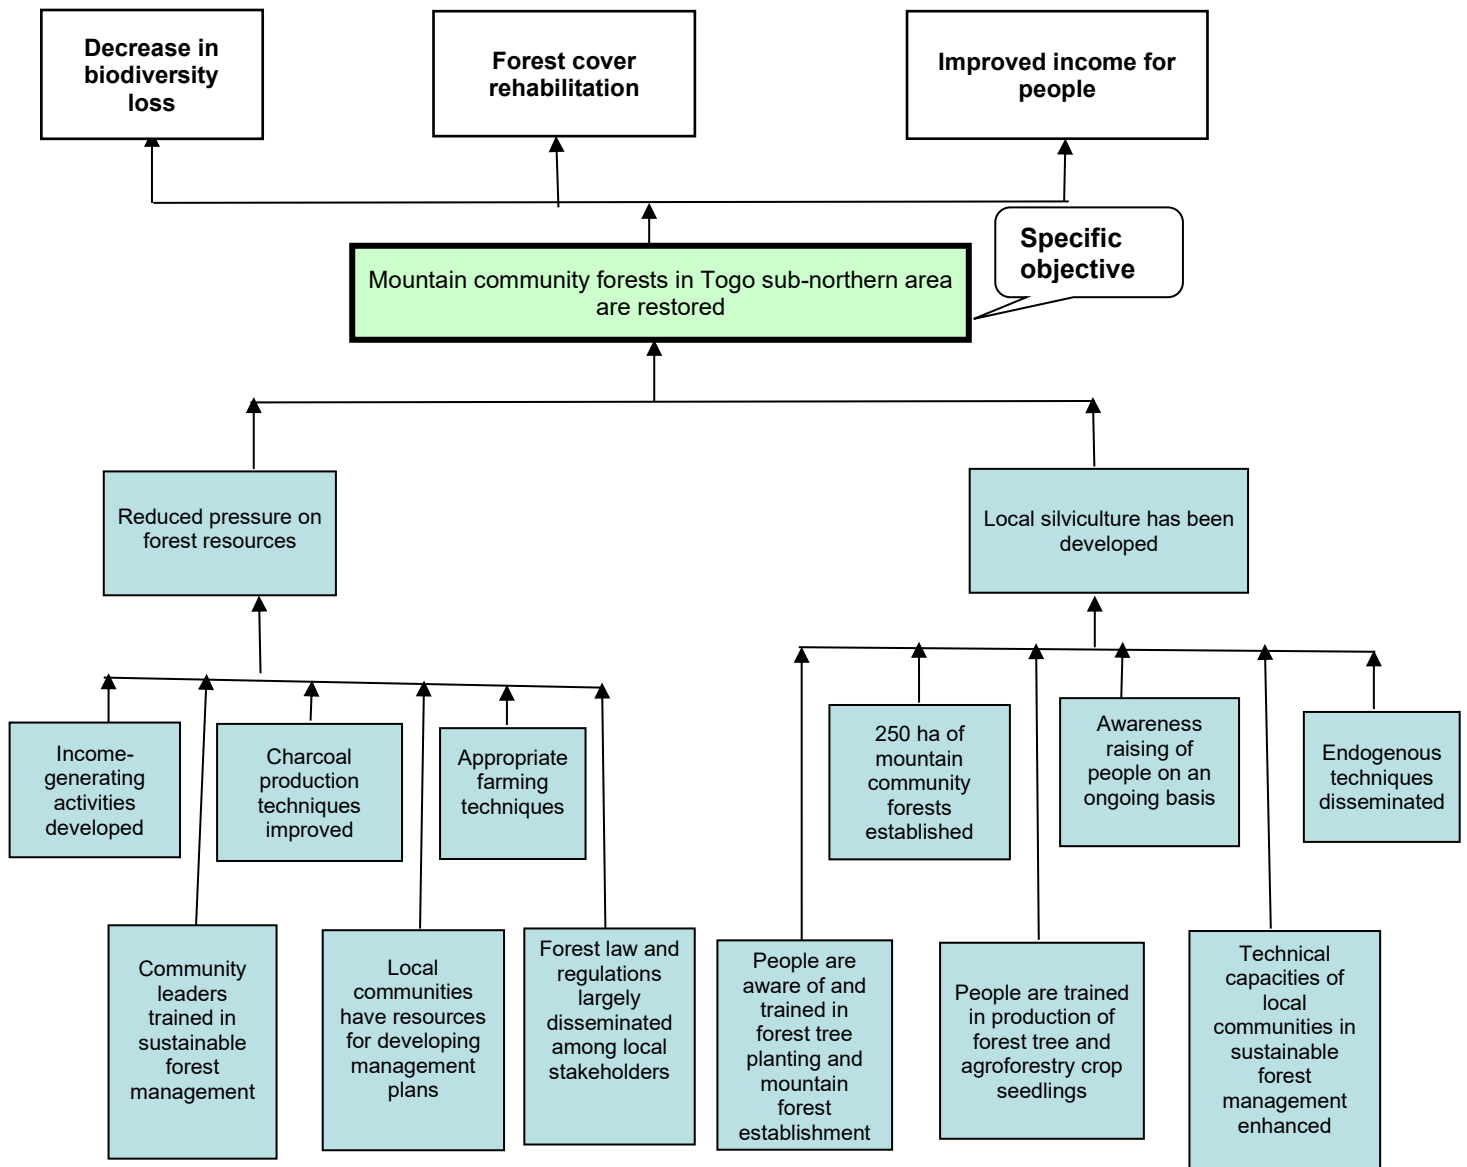 Decrease in
biodiversity
loss
Forest cover
rehabilitation
Improved income for
people
Specific
objective
Mountain community forests in Togo sub-northern area
are restored
Reduced pressure on
forest resources
Local silviculture has been
developed
Income-
generating
activities
developed
Charcoal
production
techniques
improved
Appropriate
farming
techniques
250 ha of
mountain
community
forests
established
Awareness
raising of
people on an
ongoing basis
Endogenous
techniques
disseminated
Community
leaders
trained in
sustainable
forest
management
Local
communities
have resources
for developing
management
plans
Forest law and
regulations
largely
disseminated
among local
stakeholders
People are
aware of and
trained in
forest tree
planting and
mountain
forest
establishment
People are trained
in production of
forest tree and
agroforestry crop
seedlings
Technical
capacities of
local
communities in
sustainable
forest
management
enhanced